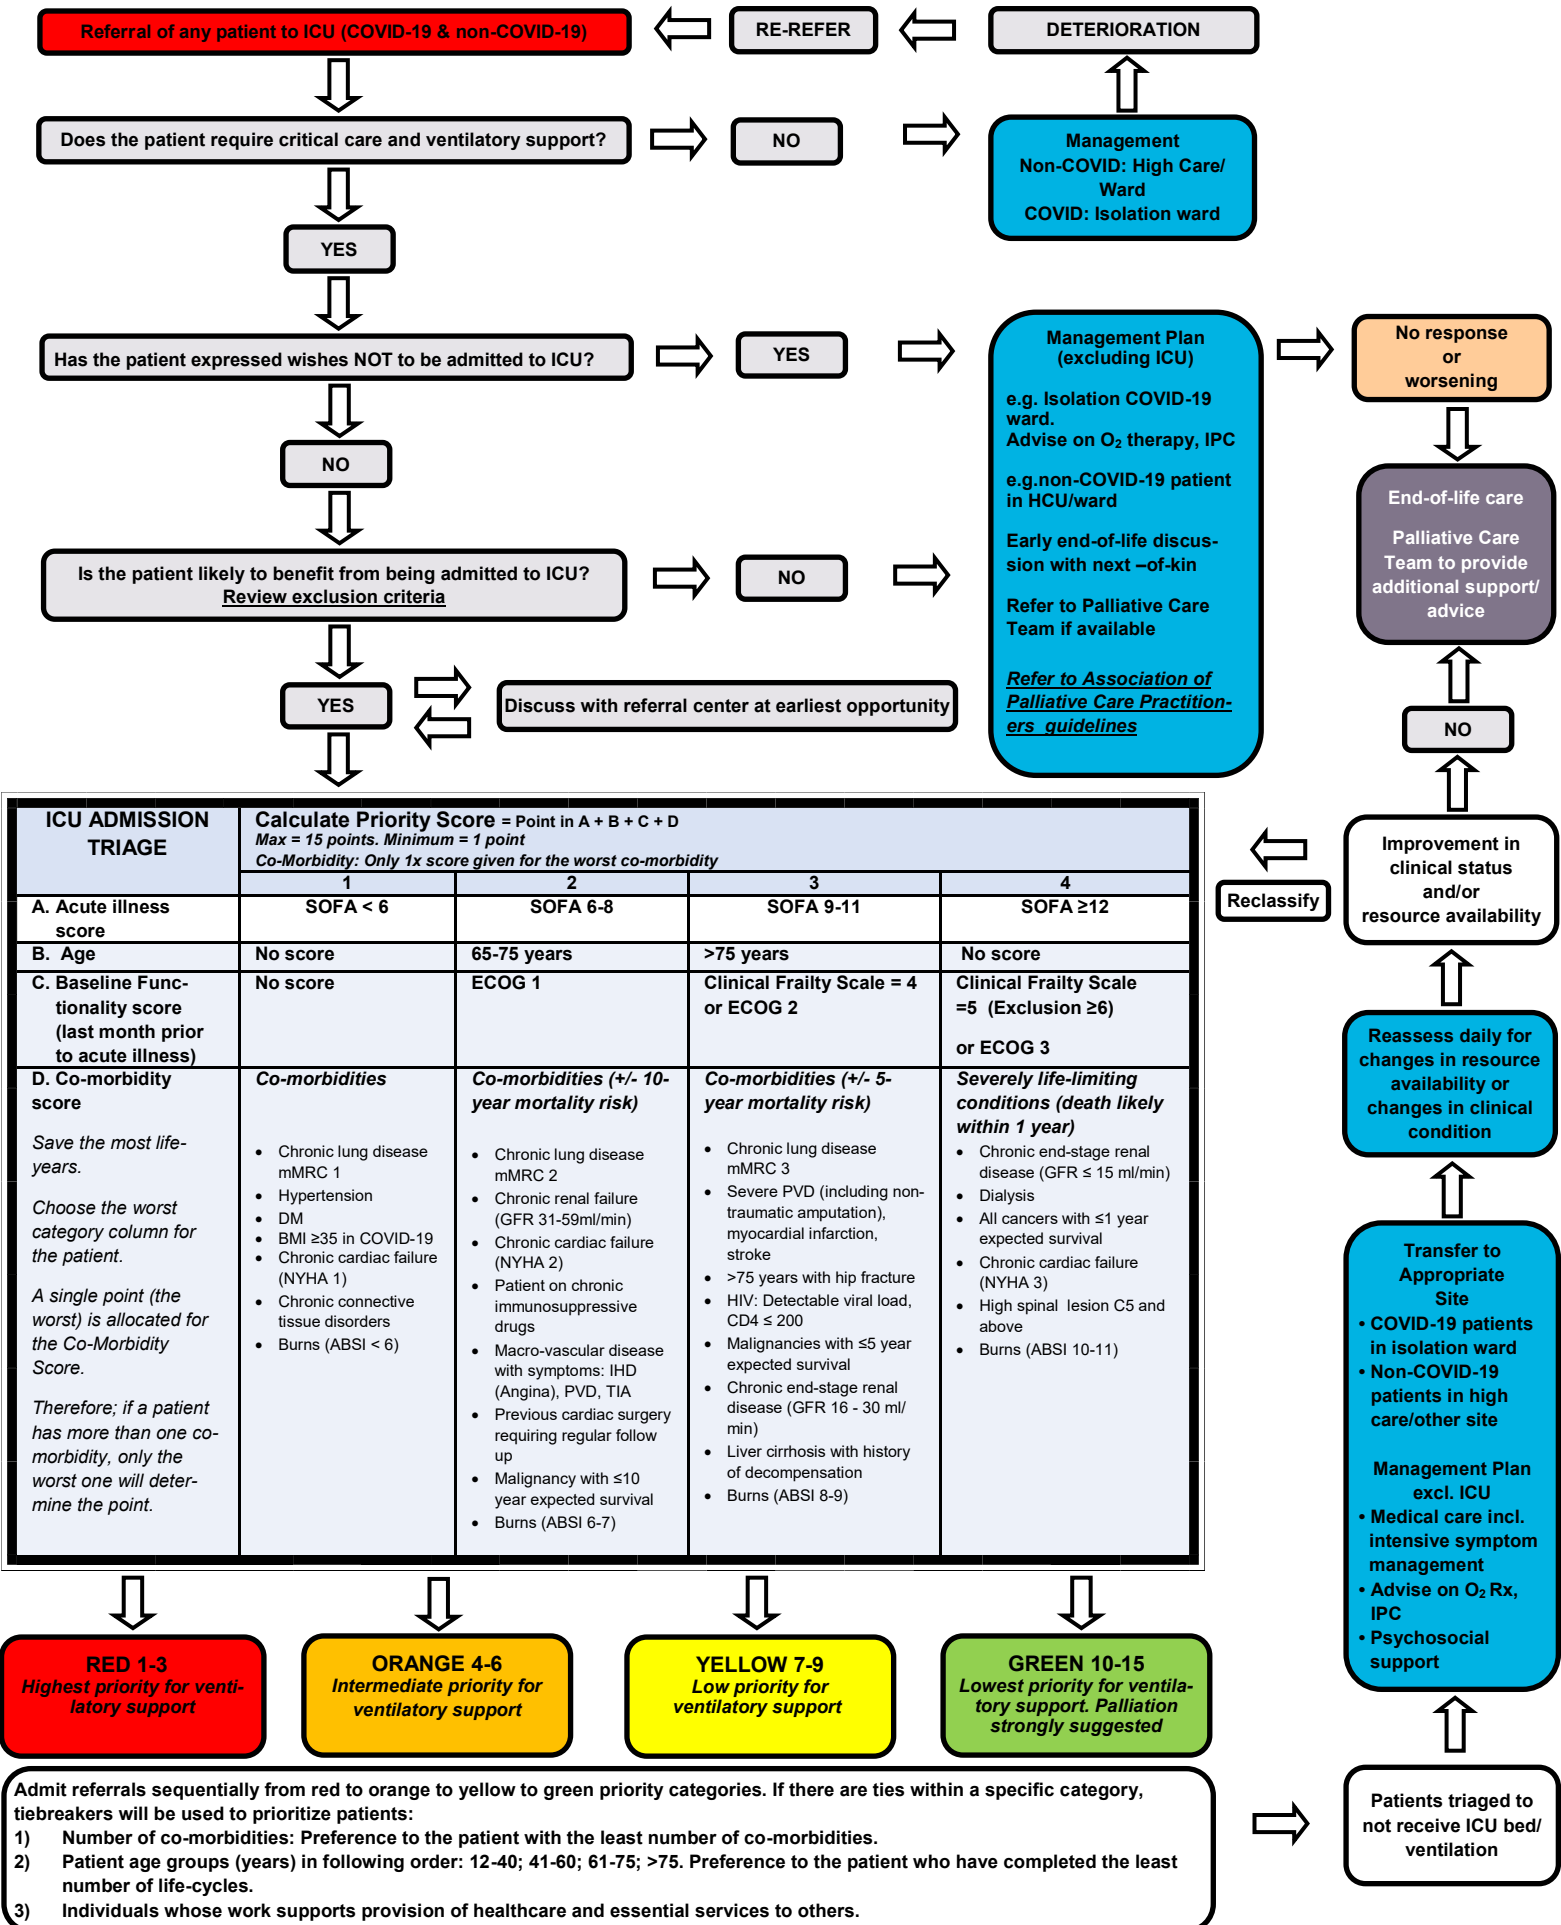 Referral of any patient to ICU (COVID-19 & non-COVID-19)
RE-REFER
DETERIORATION
Does the patient require critical care and ventilatory support?
NO
Management
Non-COVID: High Care/
Ward
COVID: Isolation ward
YES
Has the patient expressed wishes NOT to be admitted to ICU?
YES
Management Plan
(excluding ICU)
e.g. Isolation COVID-19
ward.
Advise on O₂ therapy, IPC
e.g.non-COVID-19 patient
in HCU/ward
Early end-of-life discus-
sion with next –of-kin
Refer to Palliative Care
Team if available
Refer to Association of
Palliative Care Practition-
ers guidelines
No response
or
worsening
End-of-life care
Palliative Care
Team to provide
additional support/
advice
NO
NO
Is the patient likely to benefit from being admitted to ICU?
Review exclusion criteria
NO
YES
Discuss with referral center at earliest opportunity
ICU ADMISSION
TRIAGE
Calculate Priority Score = Point in A + B + C + D
Max = 15 points. Minimum = 1 point
Co-Morbidity: Only 1x score given for the worst co-morbidity
1
2
3
4
A. Acute illness
score
SOFA < 6
SOFA 6-8
SOFA 9-11
SOFA ≥12
B. Age
No score
65-75 years
>75 years
No score
C. Baseline Func-
tionality score
(last month prior
to acute illness)
No score
ECOG 1
Clinical Frailty Scale = 4
or ECOG 2
Clinical Frailty Scale
=5 (Exclusion ≥6)
or ECOG 3
D. Co-morbidity
score
Save the most life-
years.
Choose the worst
category column for
the patient.
A single point (the
worst) is allocated for
the Co-Morbidity
Score.
Therefore; if a patient
has more than one co-
morbidity, only the
worst one will deter-
mine the point.
Co-morbidities
• Chronic lung disease
mMRC 1
• Hypertension
• DM
• BMI ≥35 in COVID-19
• Chronic cardiac failure
(NYHA 1)
• Chronic connective
tissue disorders
• Burns (ABSI < 6)
Co-morbidities (+/- 10-
year mortality risk)
• Chronic lung disease
mMRC 2
• Chronic renal failure
(GFR 31-59ml/min)
• Chronic cardiac failure
(NYHA 2)
• Patient on chronic
immunosuppressive
drugs
• Macro-vascular disease
with symptoms: IHD
(Angina), PVD, TIA
• Previous cardiac surgery
requiring regular follow
up
• Malignancy with ≤10
year expected survival
• Burns (ABSI 6-7)
Co-morbidities (+/- 5-
year mortality risk)
• Chronic lung disease
mMRC 3
• Severe PVD (including non-
traumatic amputation),
myocardial infarction,
stroke
• >75 years with hip fracture
• HIV: Detectable viral load,
CD4 ≤ 200
• Malignancies with ≤5 year
expected survival
• Chronic end-stage renal
disease (GFR 16 - 30 ml/
min)
• Liver cirrhosis with history
of decompensation
• Burns (ABSI 8-9)
Severely life-limiting
conditions (death likely
within 1 year)
• Chronic end-stage renal
disease (GFR ≤ 15 ml/min)
• Dialysis
• All cancers with ≤1 year
expected survival
• Chronic cardiac failure
(NYHA 3)
• High spinal lesion C5 and
above
• Burns (ABSI 10-11)
Reclassify
Improvement in
clinical status
and/or
resource availability
Reassess daily for
changes in resource
availability or
changes in clinical
condition
Transfer to
Appropriate
Site
• COVID-19 patients
in isolation ward
• Non-COVID-19
patients in high
care/other site
Management Plan
excl. ICU
• Medical care incl.
intensive symptom
management
• Advise on O₂ Rx,
IPC
• Psychosocial
support
RED 1-3
Highest priority for venti-
latory support
ORANGE 4-6
Intermediate priority for
ventilatory support
YELLOW 7-9
Low priority for
ventilatory support
GREEN 10-15
Lowest priority for ventila-
tory support. Palliation
strongly suggested
Admit referrals sequentially from red to orange to yellow to green priority categories. If there are ties within a specific category,
tiebreakers will be used to prioritize patients:
1) Number of co-morbidities: Preference to the patient with the least number of co-morbidities.
2) Patient age groups (years) in following order: 12-40; 41-60; 61-75; >75. Preference to the patient who have completed the least
number of life-cycles.
3) Individuals whose work supports provision of healthcare and essential services to others.
Patients triaged to
not receive ICU bed/
ventilation